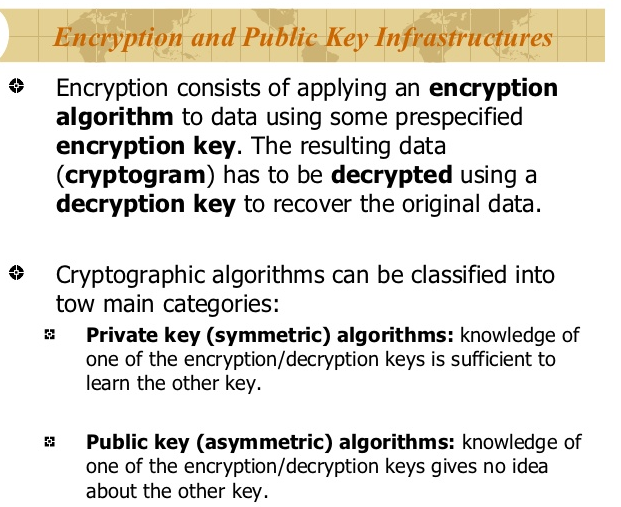 Encryption and Public Key Infrastructures
Encryption consists of applying an encryption
algorithm to data using some prespecified
encryption key. The resulting data
(cryptogram) has to be decrypted using a
decryption key to recover the original data.
Cryptographic algorithms can be classified into
tow main categories:
Private key (symmetric) algorithms: knowledge of
one of the encryption/decryption keys is sufficient to
learn the other key.
Public key (asymmetric) algorithms: knowledge of
one of the encryption/decryption keys gives no idea
about the other key.